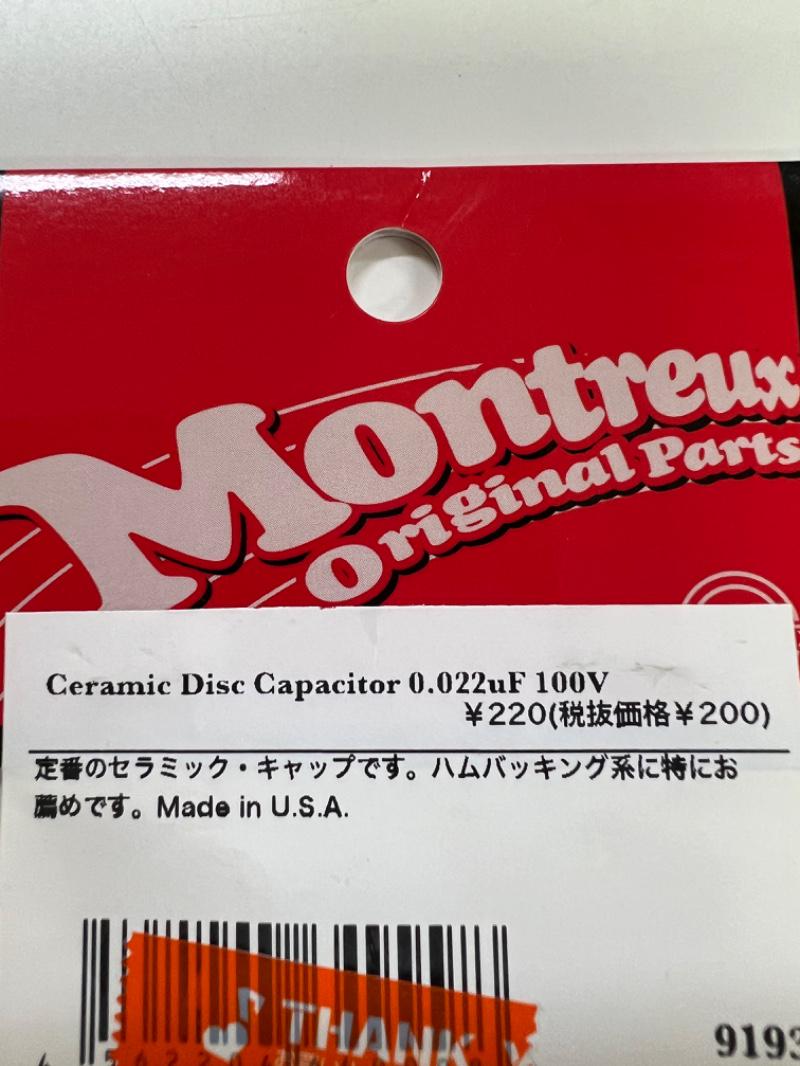 Montreux
Original Parts
Ceramic Disc Capacitor 0.022uF 100V
¥220(税抜価格¥200)
定番のセラミック・キャップです。ハムバッキング系に特にお
薦めです。Made in U.S.A.
THANK
9193